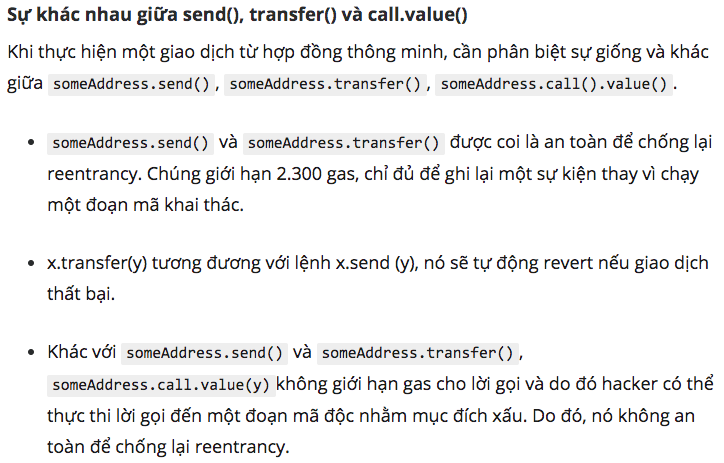 Sự khác nhau giữa send(), transfer() và call.value()
Khi thực hiện một giao dịch từ hợp đồng thông minh, cần phân biệt sự giống và khác
giữa someAddress.send(), someAddress.transfer(), someAddress.call().value().
• someAddress.send() và someAddress.transfer() được coi là an toàn để chống lại
reentrancy. Chúng giới hạn 2.300 gas, chỉ đủ để ghi lại một sự kiện thay vì chạy
một đoạn mã khai thác.
• x.transfer(y) tương đương với lệnh x.send (y), nó sẽ tự động revert nếu giao dịch
thất bại.
• Khác với someAddress.send() và someAddress.transfer(),
someAddress.call.value(y) không giới hạn gas cho lời gọi và do đó hacker có thể
thực thi lời gọi đến một đoạn mã độc nhằm mục đích xấu. Do đó, nó không an
toàn để chống lại reentrancy.